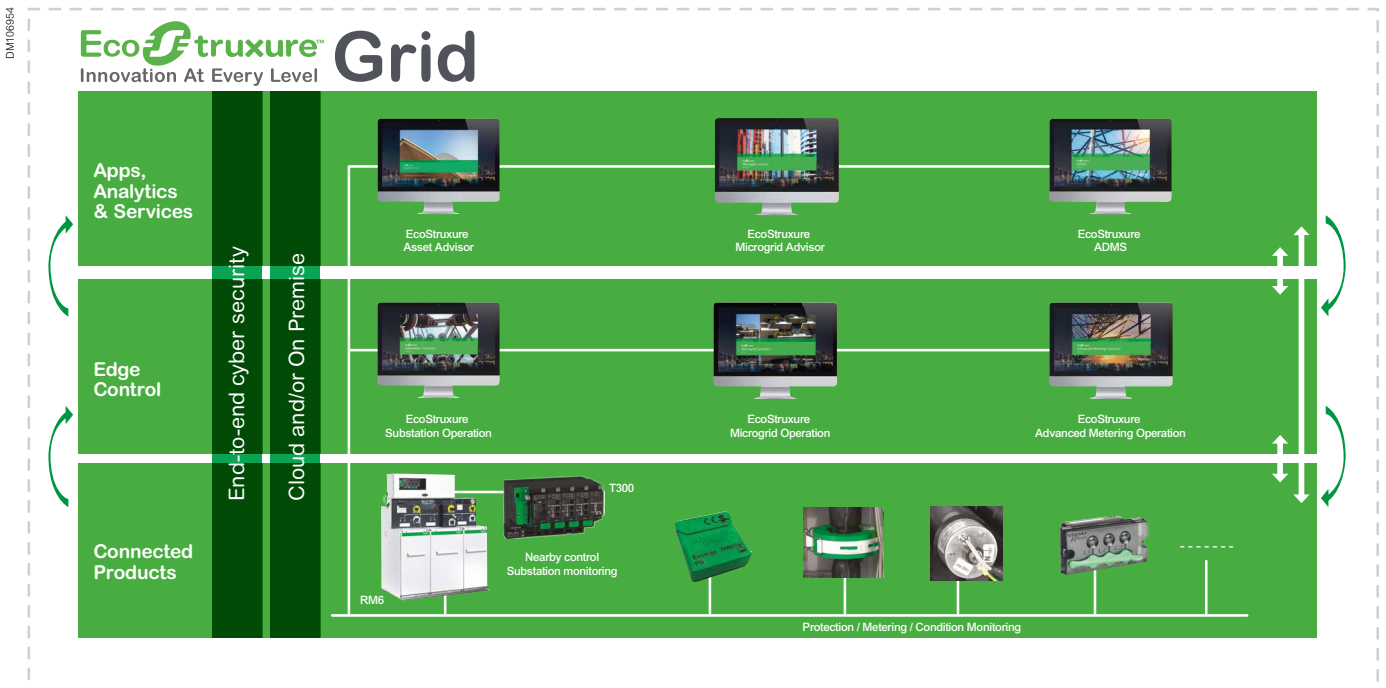 DM106954
EcoStruxure™ Grid
Innovation At Every Level
Apps,
Analytics
& Services
End-to-end cyber security
Cloud and/or On Premise
EcoStruxure
Asset Advisor
EcoStruxure
Microgrid Advisor
EcoStruxure
ADMS
Edge
Control
EcoStruxure
Substation Operation
EcoStruxure
Microgrid Operation
EcoStruxure
Advanced Metering Operation
Connected
Products
T300
Nearby control
Substation monitoring
RM6
Protection / Metering / Condition Monitoring